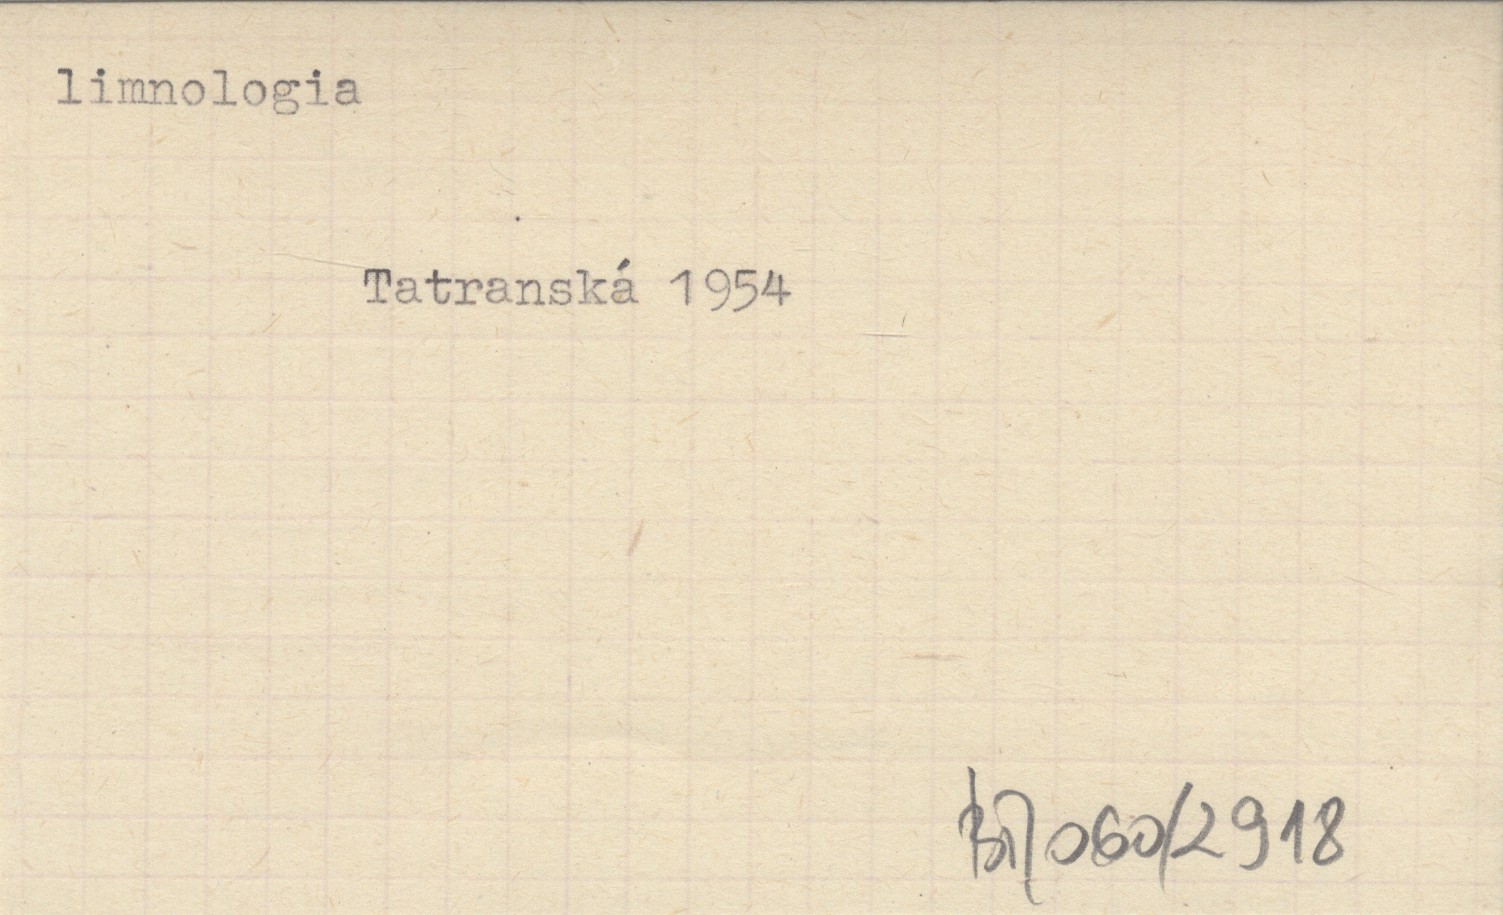 limnologia
Tatranská 1954
060/2918